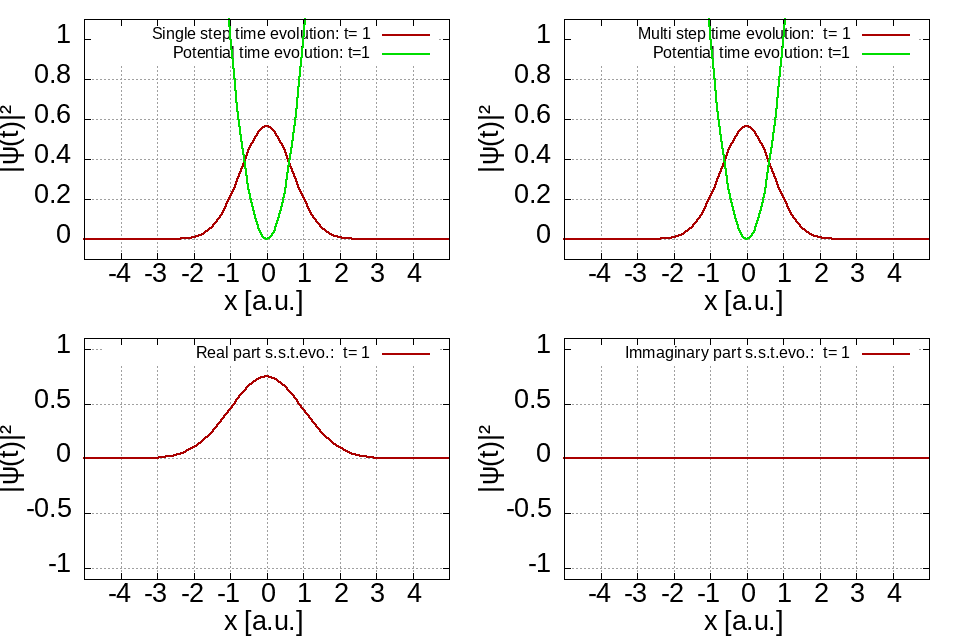 Single step time evolution: t= 1
Potential time evolution: t=1
1
0.8
0.6
0.4
0.2
0
|ψ(t)|²
-4 -3 -2 -1 0 1 2 3 4
x [a.u.]
Multi step time evolution:  t= 1
Potential time evolution: t=1
1
0.8
0.6
0.4
0.2
0
|ψ(t)|²
-4 -3 -2 -1 0 1 2 3 4
x [a.u.]
Real part s.s.t.evo.:  t= 1
1
0.5
0
-0.5
-1
|ψ(t)|²
-4 -3 -2 -1 0 1 2 3 4
x [a.u.]
Immaginary part s.s.t.evo.:  t= 1
1
0.5
0
-0.5
-1
|ψ(t)|²
-4 -3 -2 -1 0 1 2 3 4
x [a.u.]